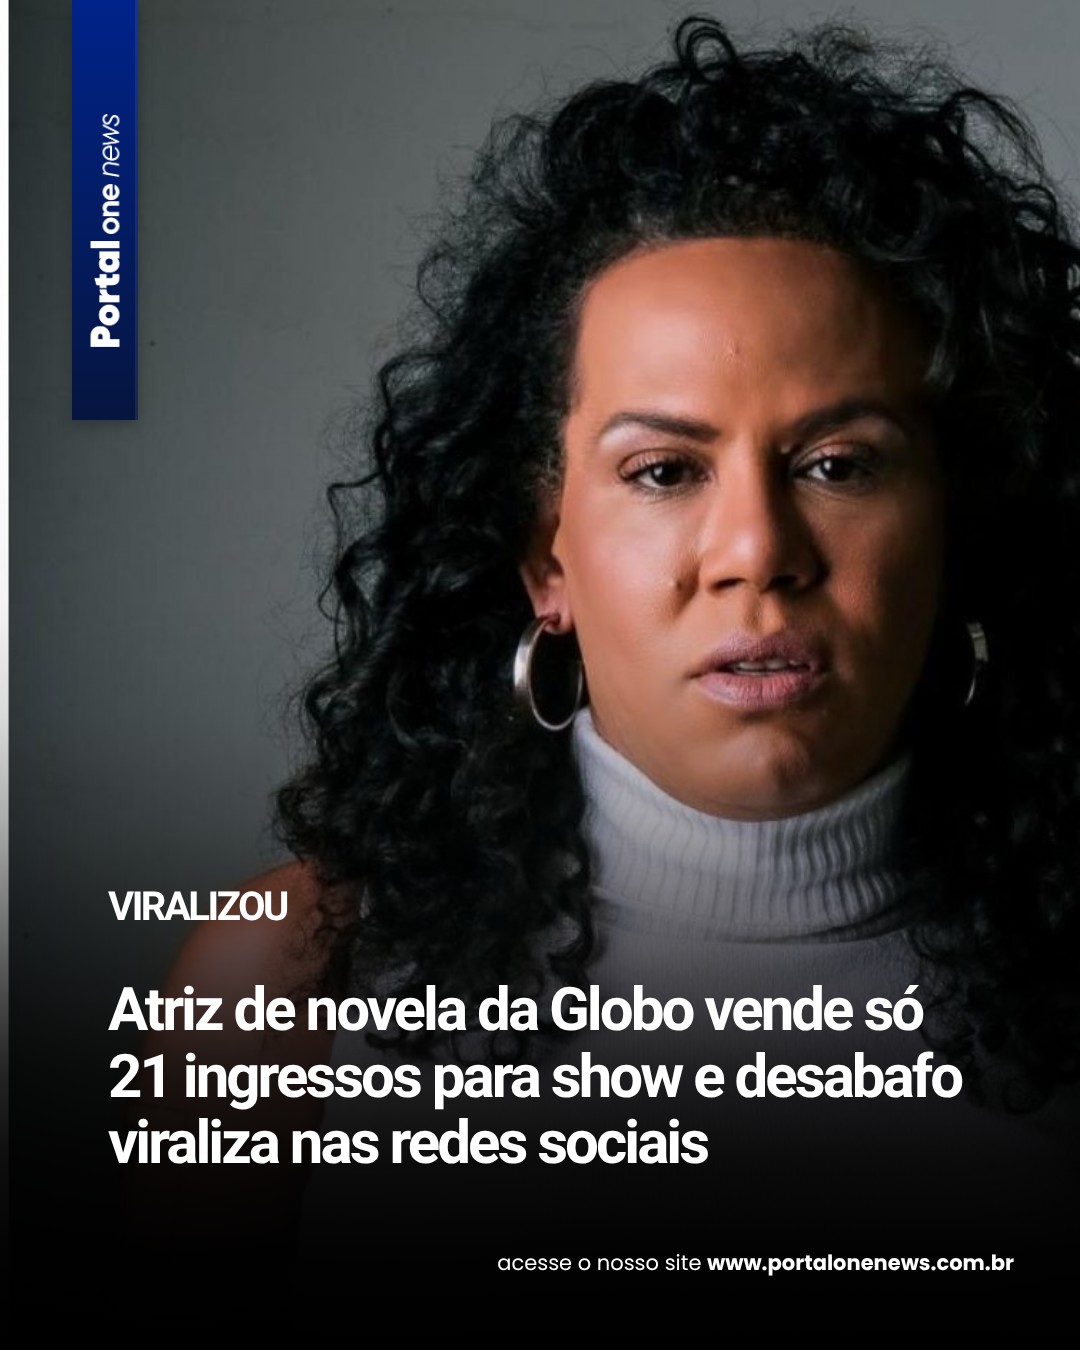 Portal one news
VIRALIZOU
Atriz de novela da Globo vende só
21 ingressos para show e desabafo
viraliza nas redes sociais
acesse o nosso site www.portalonenews.com.br